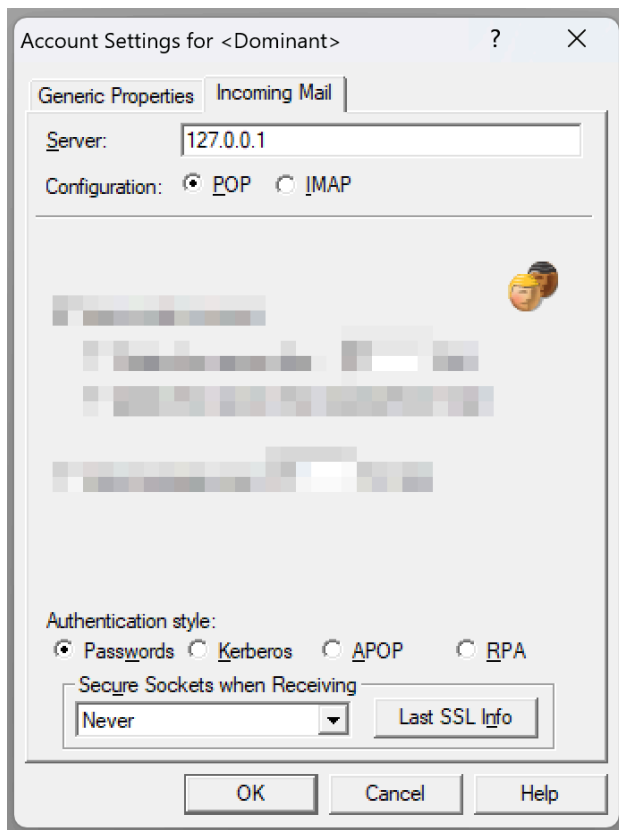 Account Settings for <Dominant>
Generic Properties
Incoming Mail
Server: 127.0.0.1
Configuration: POP IMAP
Authentication style:
Passwords Kerberos APOP RPA
Secure Sockets when Receiving
Never
Last SSL Info
OK Cancel Help